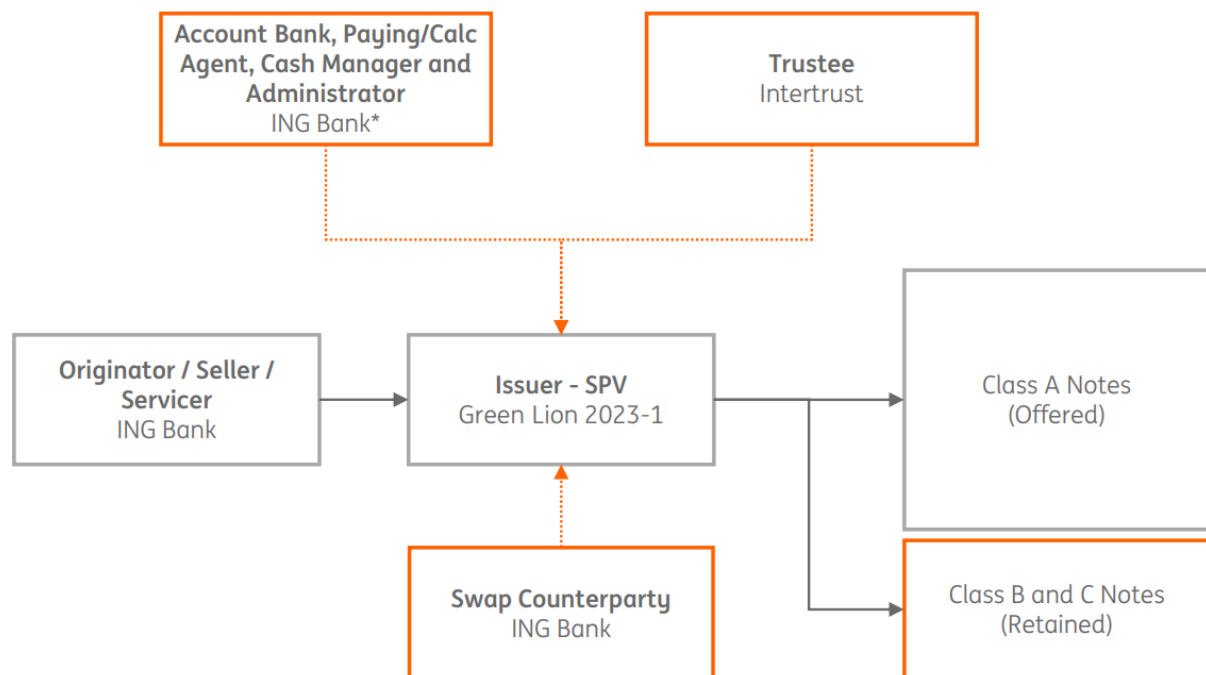 Account Bank, Paying/Calc
Agent, Cash Manager and
Administrator
ING Bank*
Trustee
Intertrust
Originator / Seller /
Servicer
ING Bank
Issuer - SPV
Green Lion 2023-1
Class A Notes
(Offered)
Swap Counterparty
ING Bank
Class B and C Notes
(Retained)